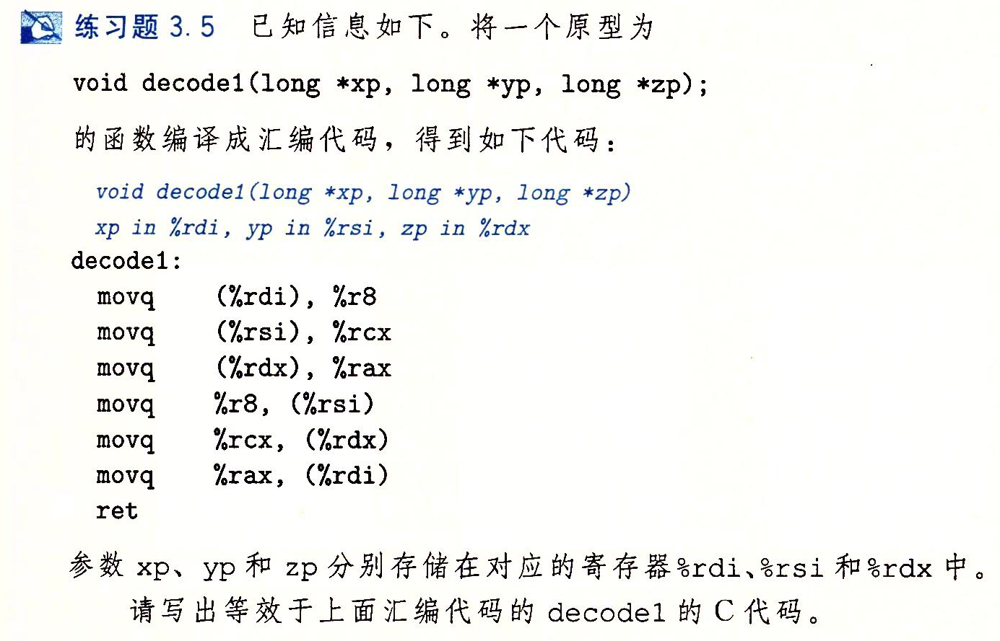 练习题 3.5 已知信息如下。将一个原型为
void decode1(long *xp, long *yp, long *zp);
的函数编译成汇编代码，得到如下代码：
void decode1(long *xp, long *yp, long *zp)
xp in %rdi, yp in %rsi, zp in %rdx
decode1:
movq (%rdi), %r8
movq (%rsi), %rcx
movq (%rdx), %rax
movq %r8, (%rsi)
movq %rcx, (%rdx)
movq %rax, (%rdi)
ret
参数 xp、yp 和 zp 分别存储在对应的寄存器%rdi、%rsi 和%rdx 中。
请写出等效于上面汇编代码的 decode1 的 C 代码。